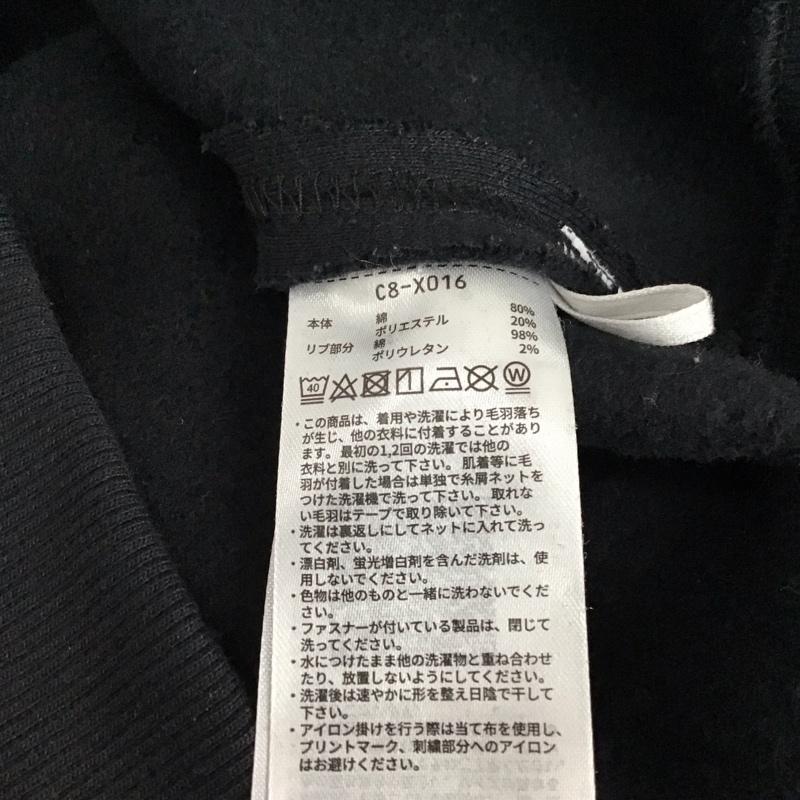 C8-X016
本体 綿 80%
ポリエステル 20%
リブ部分 綿 98%
ポリウレタン 2%
40 W
・この商品は、着用や洗濯により毛羽落ち
が生じ、他の衣料に付着することがあり
ます。最初の1,2回の洗濯では他の
衣料と別に洗って下さい。肌着等に毛
羽が付着した場合は単独で糸屑ネットを
つけた洗濯機で洗って下さい。取れな
い毛羽はテープで取り除いて下さい。
・洗濯は裏返しにしてネットに入れて洗っ
てください。
・漂白剤、蛍光増白剤を含んだ洗剤は、使
用しないでください。
・色物は他のものと一緒に洗わないでくだ
さい。
・ファスナーが付いている製品は、閉じて
洗ってください。
・水につけたまま他の洗濯物と重ね合わせ
たり、放置しないようにしてください。
・洗濯後は速やかに形を整え日陰で干して
下さい。
・アイロン掛けを行う際は当て布を使用し、
プリントマーク、刺繍部分へのアイロン
はお避けください。